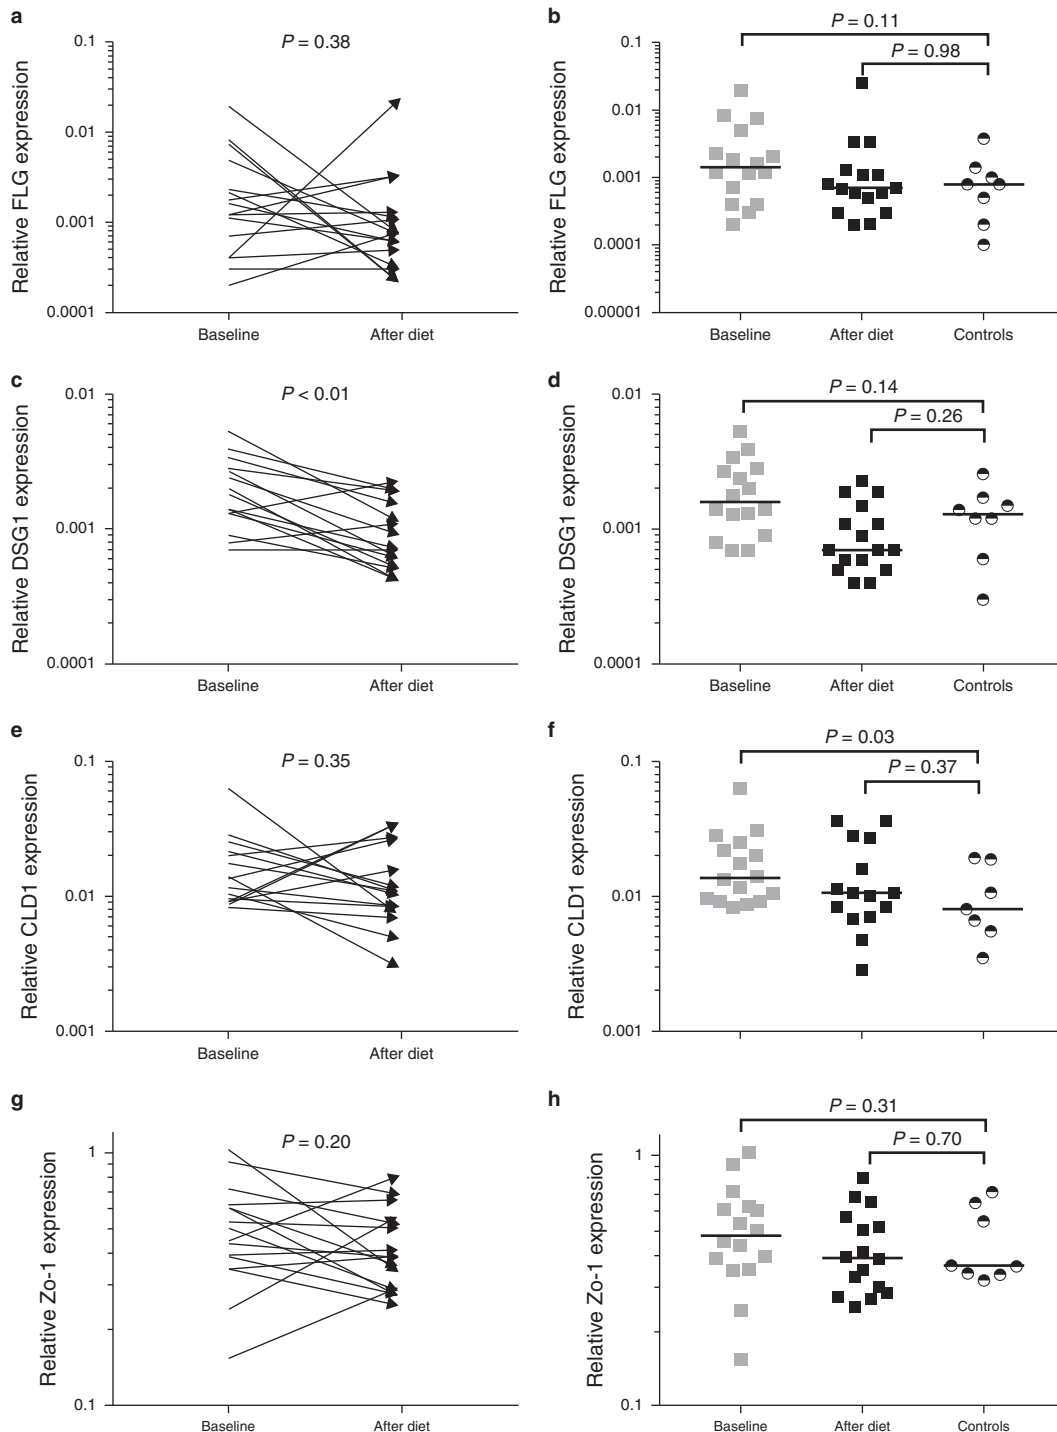 a
P = 0.38
Relative FLG expression
0.1
0.01
0.001
0.0001
Baseline
After diet
b
P = 0.11
P = 0.98
Relative FLG expression
0.1
0.01
0.001
0.0001
0.00001
Baseline
After diet
Controls
c
P < 0.01
Relative DSG1 expression
0.01
0.001
0.0001
Baseline
After diet
d
P = 0.14
P = 0.26
Relative DSG1 expression
0.01
0.001
0.0001
Baseline
After diet
Controls
e
P = 0.35
Relative CLD1 expression
0.1
0.01
0.001
Baseline
After diet
f
P = 0.03
P = 0.37
Relative CLD1 expression
0.1
0.01
0.001
g
P = 0.20
Relative Zo-1 expression
1
0.1
Baseline
After diet
h
P = 0.31
P = 0.70
Relative Zo-1 expression
1
0.1
Baseline
After diet
Controls